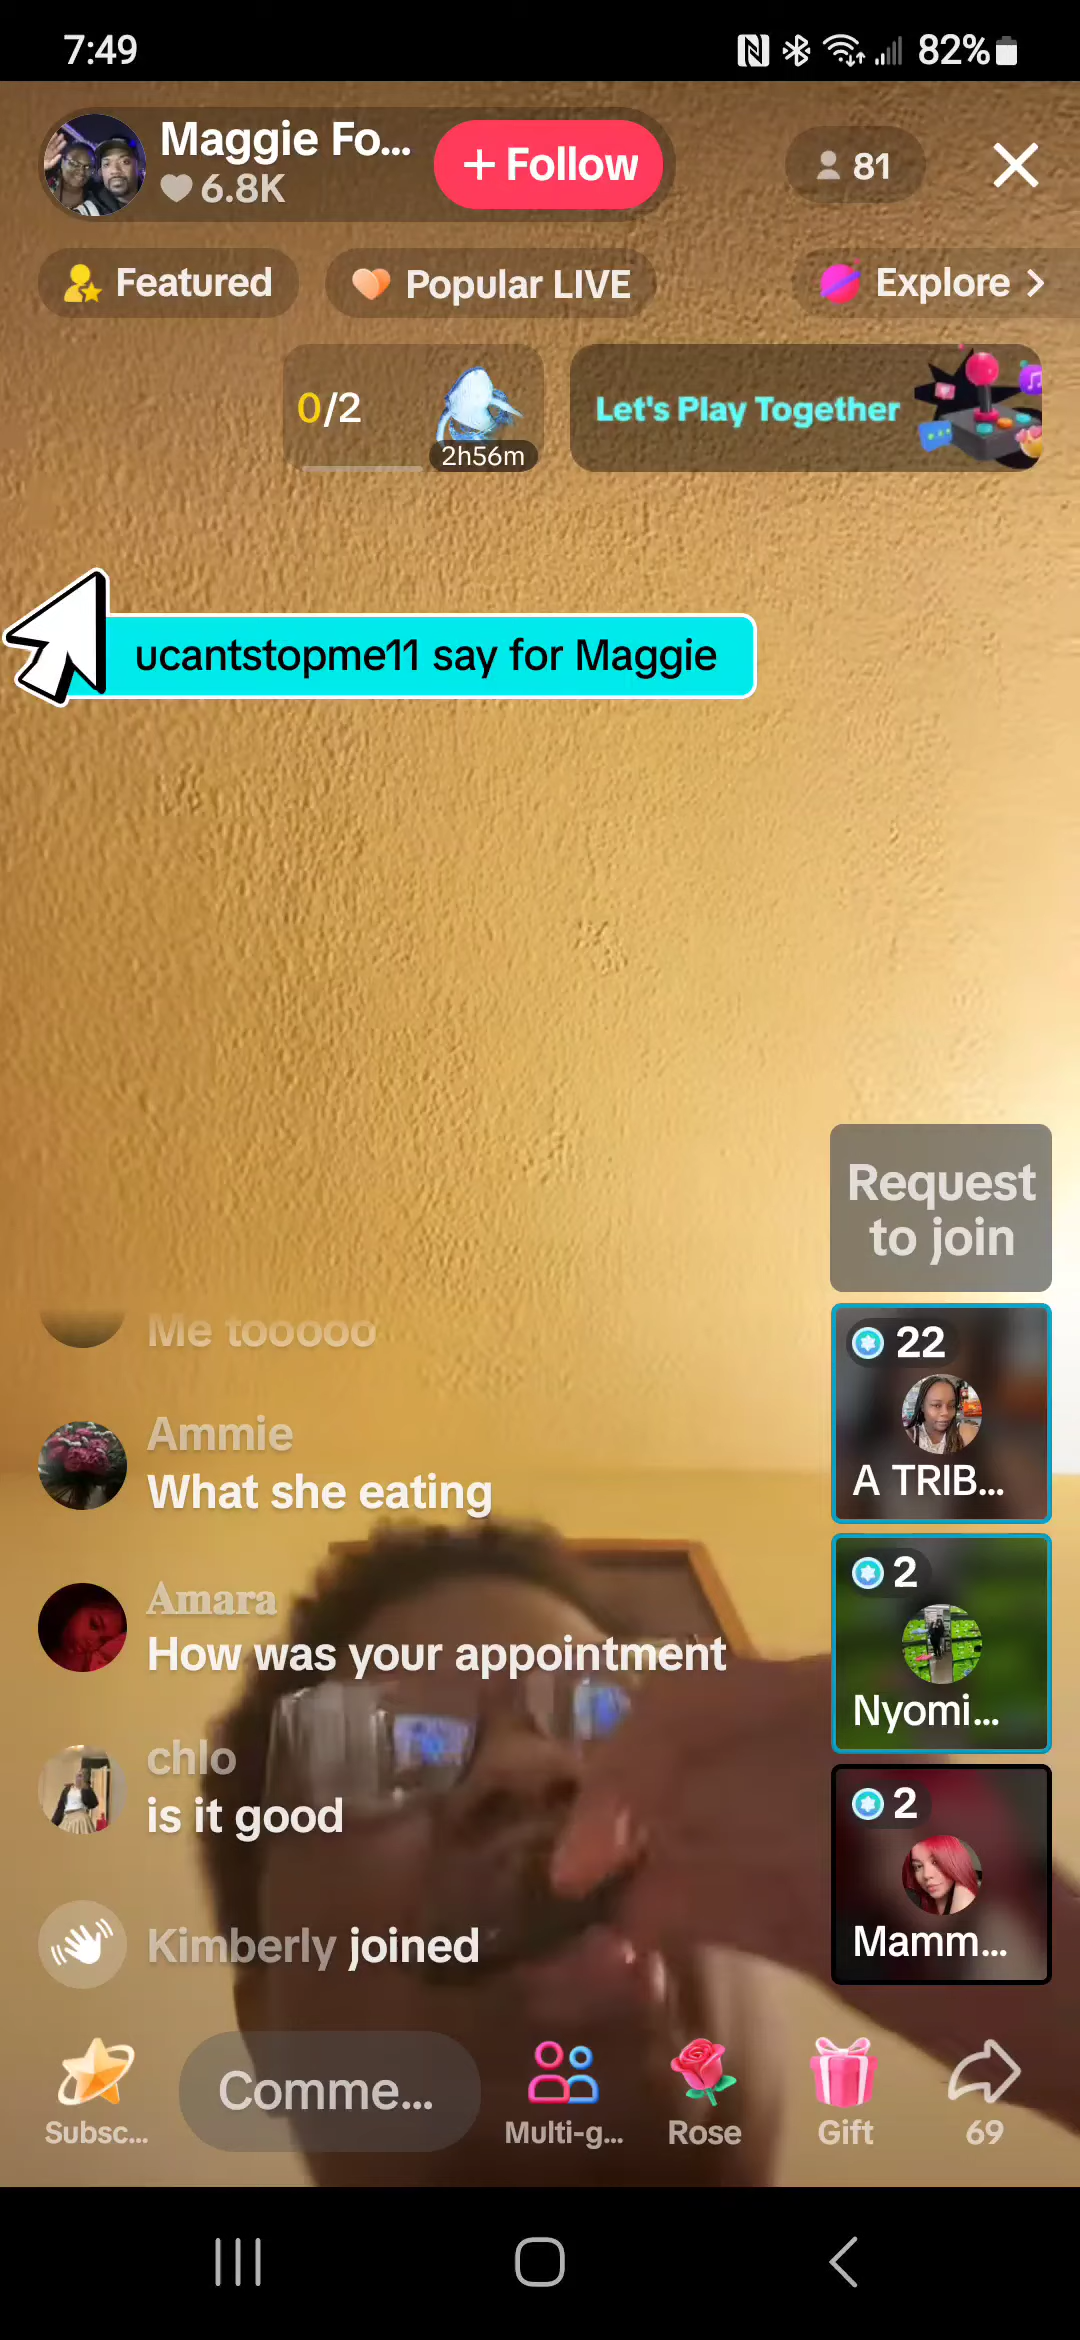 7:49
82%
Maggie Fo...
6.8K
+ Follow
81
Featured
Popular LIVE
Explore >
0/2
2h56m
Let's Play Together
ucantstopme11 say for Maggie
Request
to join
22
A TRIB...
2
Nyomi...
2
Mamm...
Me tooooo
Ammie
What she eating
Amara
How was your appointment
chlo
is it good
Kimberly joined
Subsc...
Comme...
Multi-g...
Rose
Gift
69